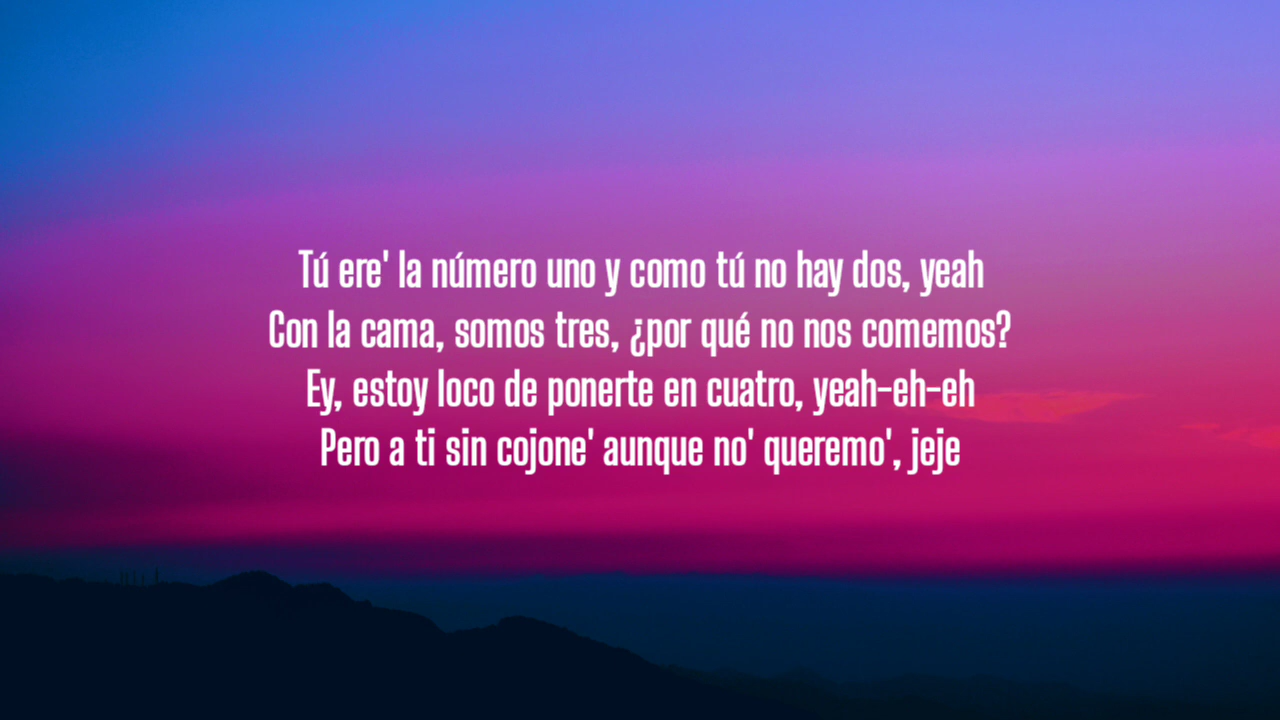 Tú ere' la número uno y como tú no hay dos, yeah
Con la cama, somos tres, ¿por qué no nos comemos?
Ey, estoy loco de ponerte en cuatro, yeah-eh-eh
Pero a ti sin cojone' aunque no' queremo', jeje